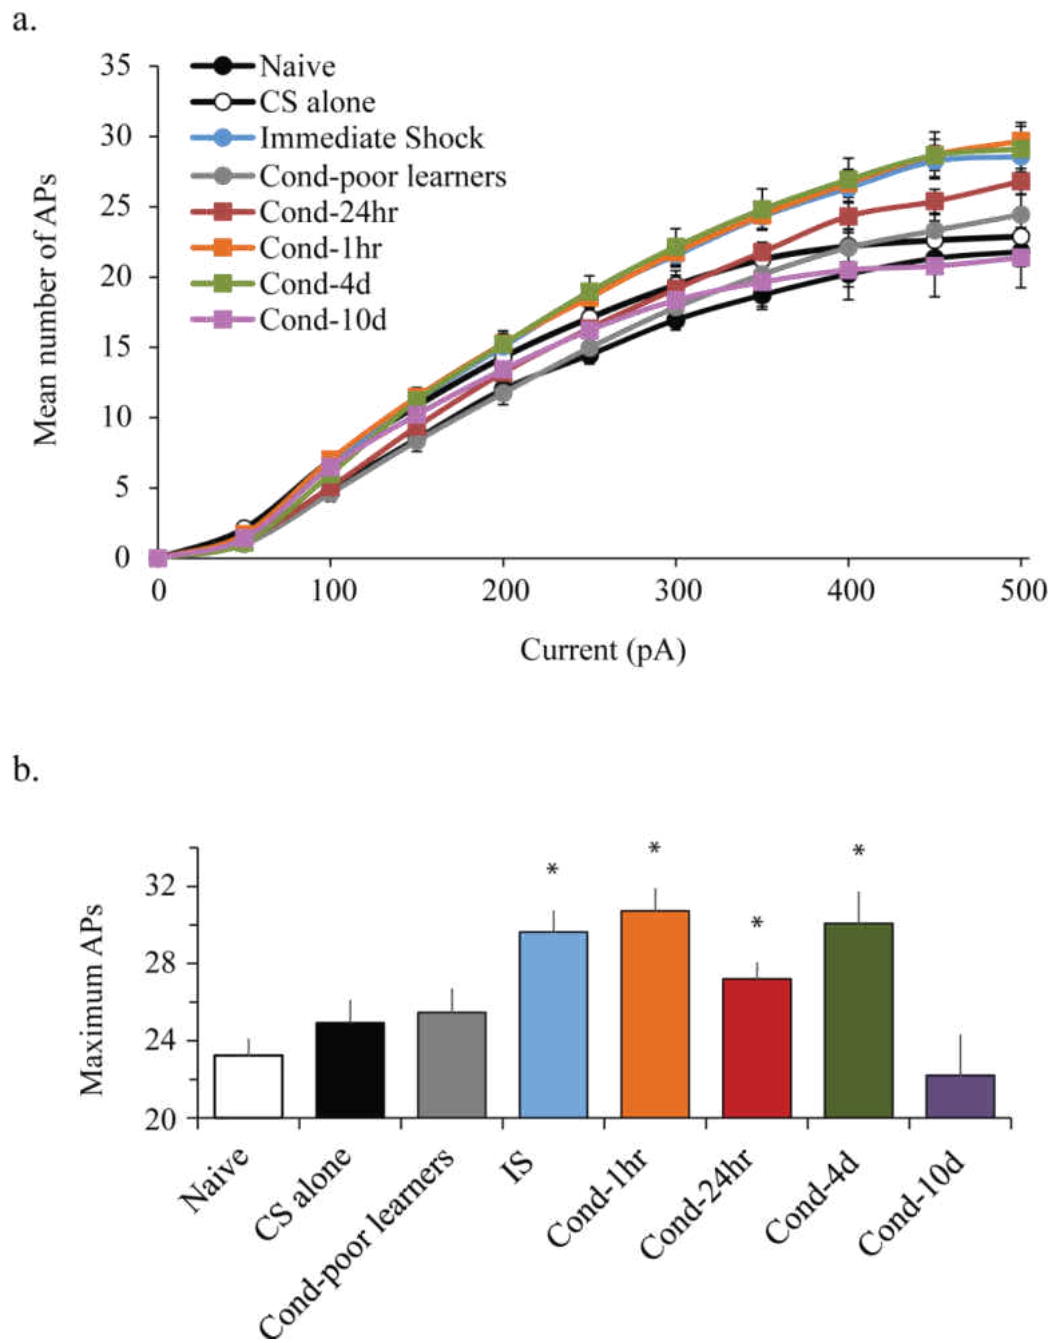 a.
35
30
25
20
15
10
5
0
Mean number of APs
Naive
CS alone
Immediate Shock
Cond-poor learners
Cond-24hr
Cond-1hr
Cond-4d
Cond-10d
0 100 200 300 400 500
Current (pA)
b.
32
28
24
20
Maximum APs
* * * *
Naive
CS alone
Cond-poor learners
IS
Cond-1hr
Cond-24hr
Cond-4d
Cond-10d